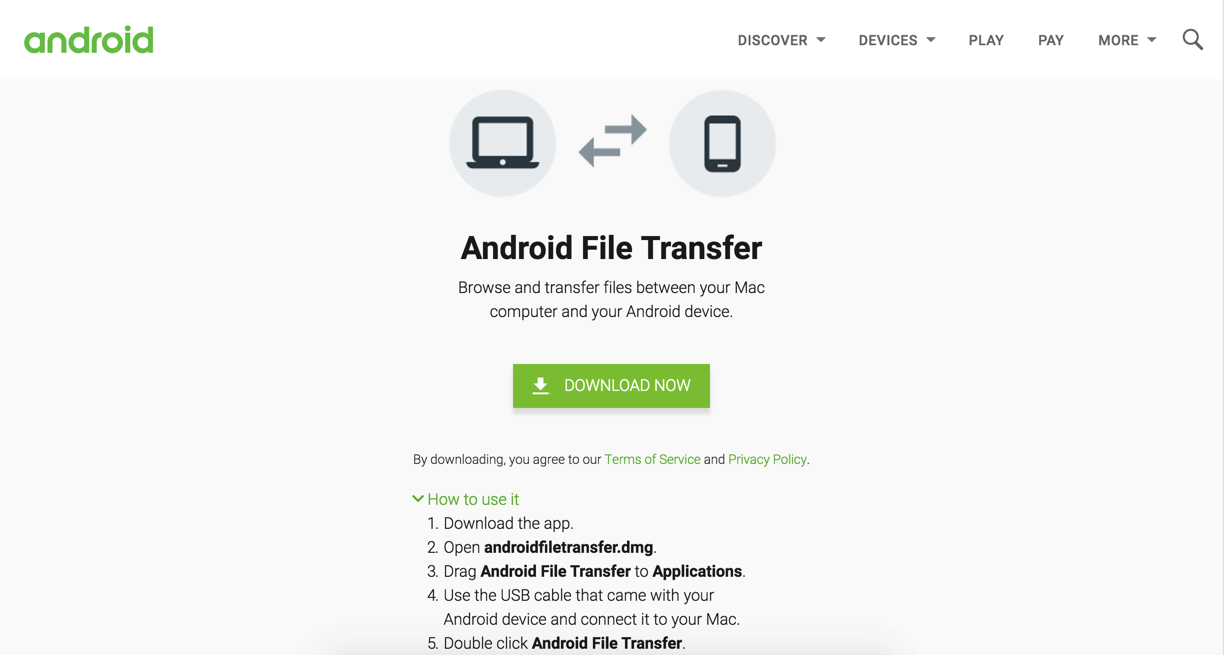 android
DISCOVER DEVICES PLAY PAY MORE
Android File Transfer
Browse and transfer files between your Mac
computer and your Android device.
DOWNLOAD NOW
By downloading, you agree to our Terms of Service and Privacy Policy.
How to use it
1. Download the app.
2. Open androidfiletransfer.dmg.
3. Drag Android File Transfer to Applications.
4. Use the USB cable that came with your
Android device and connect it to your Mac.
5. Double click Android File Transfer.